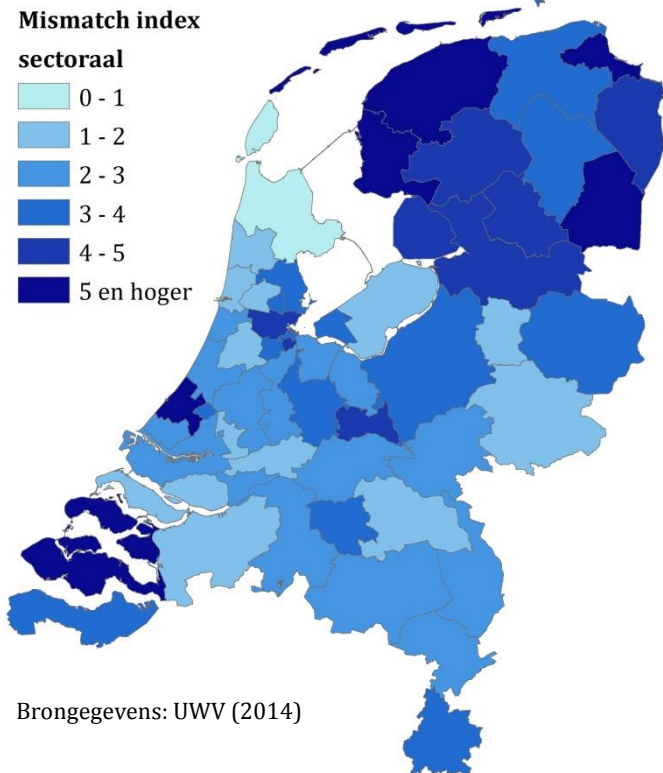 Mismatch index
sectoraal
0 - 1
1 - 2
2 - 3
3 - 4
4 - 5
5 en hoger
Brongegevens: UWV (2014)